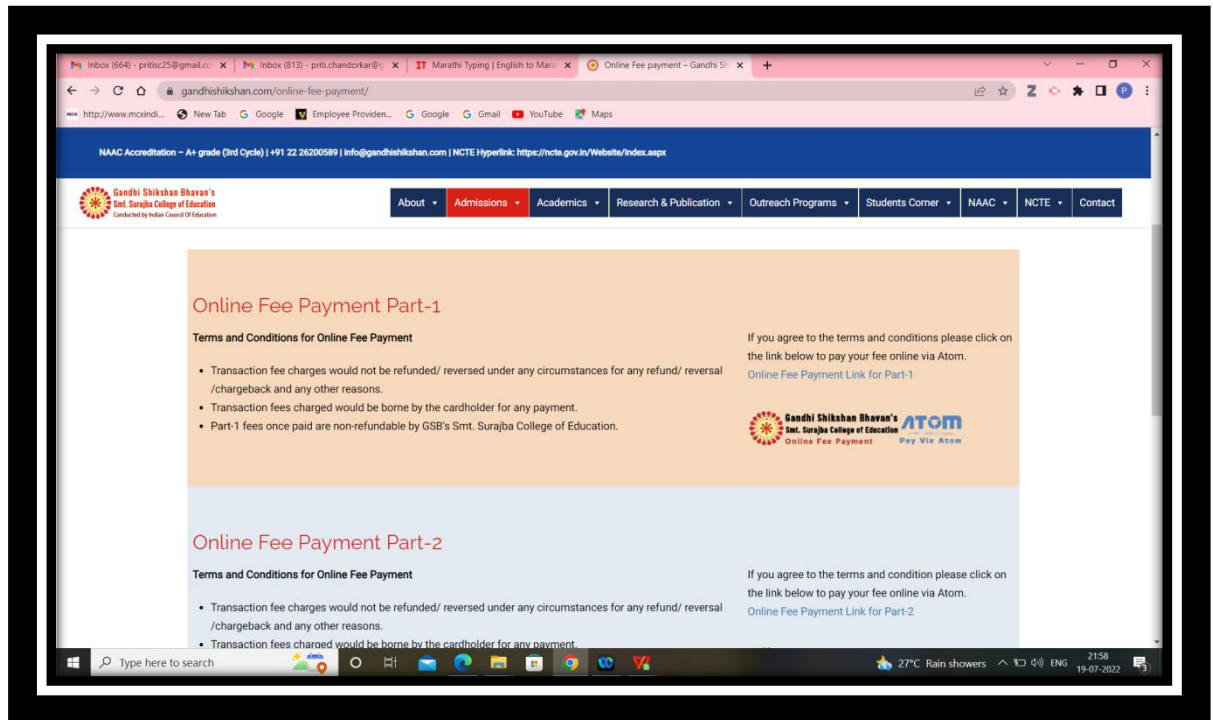 Inbox (664) - pritisc25@gmail.co
Inbox (813) - priti.chandorkar@g
Marathi Typing | English to Mara
Online Fee payment – Gandhi Sh
gandhishikshan.com/online-fee-payment/
http://www.mcxindi...
New Tab
Google
Employee Providen...
Google
Gmail
YouTube
Maps
NAAC Accreditation – A+ grade (3rd Cycle) | +91 22 26200589 | info@gandhishikshan.com | NCTE Hyperlink: https://ncte.gov.in/Website/Index.aspx
Gandhi Shikshan Bhavan's
Smt. Surajba College of Education
Conducted by Indian Council Of Education
About
Admissions
Academics
Research & Publication
Outreach Programs
Students Corner
NAAC
NCTE
Contact
Online Fee Payment Part-1
Terms and Conditions for Online Fee Payment
• Transaction fee charges would not be refunded/ reversed under any circumstances for any refund/ reversal
/chargeback and any other reasons.
• Transaction fees charged would be borne by the cardholder for any payment.
• Part-1 fees once paid are non-refundable by GSB's Smt. Surajba College of Education.
If you agree to the terms and conditions please click on
the link below to pay your fee online via Atom.
Online Fee Payment Link for Part-1
Gandhi Shikshan Bhavan's
Smt. Surajba College of Education
Online Fee Payment
ATOM
Pay Via Atom
Online Fee Payment Part-2
Terms and Conditions for Online Fee Payment
• Transaction fee charges would not be refunded/ reversed under any circumstances for any refund/ reversal
/chargeback and any other reasons.
• Transaction fees charged would be borne by the cardholder for any payment.
If you agree to the terms and condition please click on
the link below to pay your fee online via Atom.
Online Fee Payment Link for Part-2
Type here to search
27°C Rain showers
ENG
21:58
19-07-2022